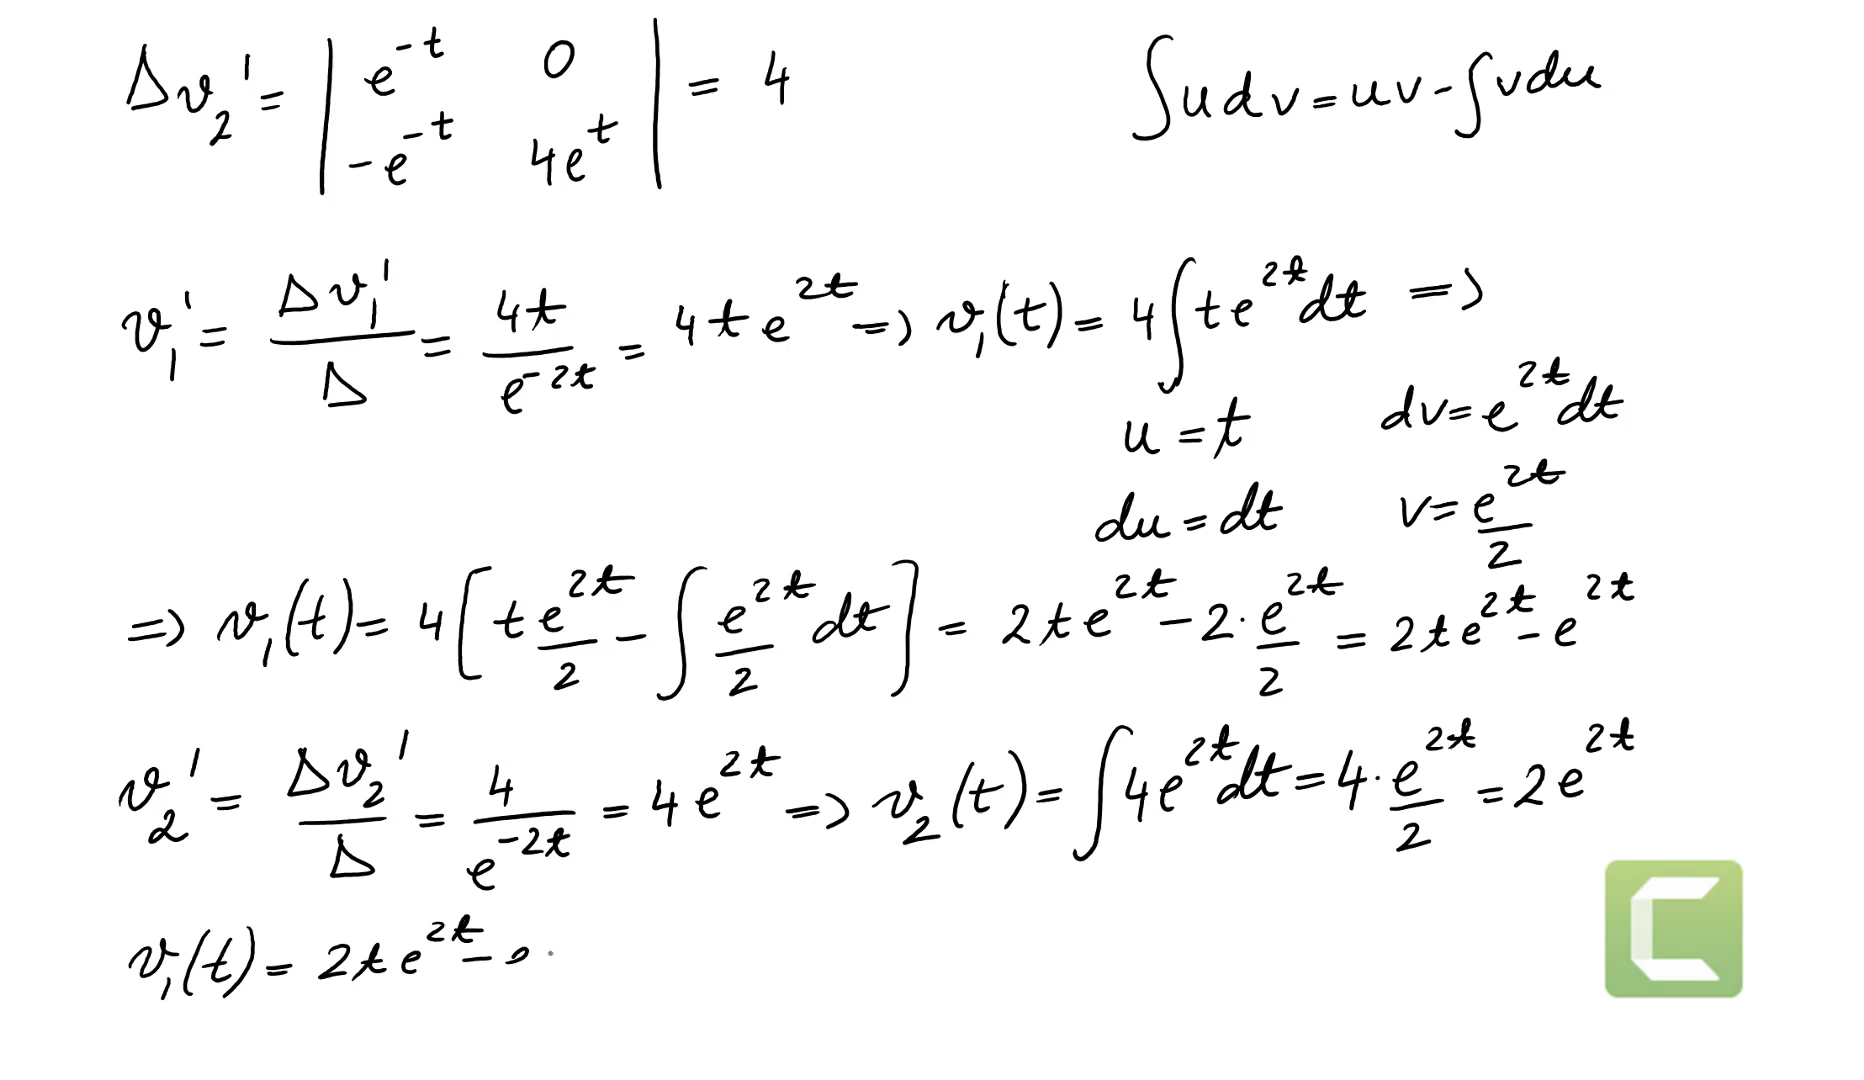 Δv₂' = | e^{-t} 0 ; -e^{-t} 4e^{t} | = 4
∫u dv = uv - ∫v du
v₁' = Δv₁'/Δ = 4t/e^{-2t} = 4te^{2t} => v₁(t) = 4∫te^{2t}dt =>
u = t dv = e^{2t}dt
du = dt v = e^{2t}/2
=> v₁(t) = 4[t e^{2t}/2 - ∫ e^{2t}/2 dt] = 2te^{2t} - 2·e^{2t}/2 = 2te^{2t} - e^{2t}
v₂' = Δv₂'/Δ = 4/e^{-2t} = 4e^{2t} => v₂(t) = ∫4e^{2t}dt = 4·e^{2t}/2 = 2e^{2t}
v₁(t) = 2te^{2t} -